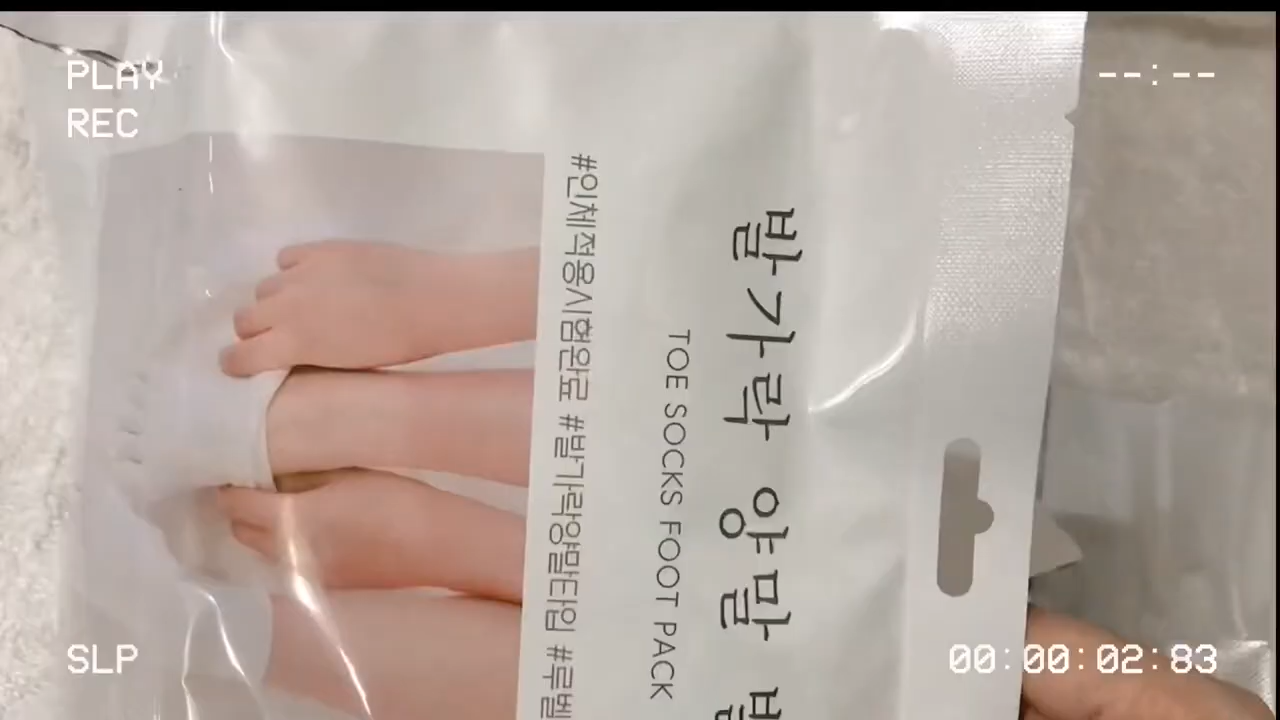 PLAY
--:--
REC
발가락 양말
TOE SOCKS FOOT PACK
#인체적용시험완료 #발가락양말타입 #루벨
SLP
00:00:02:83